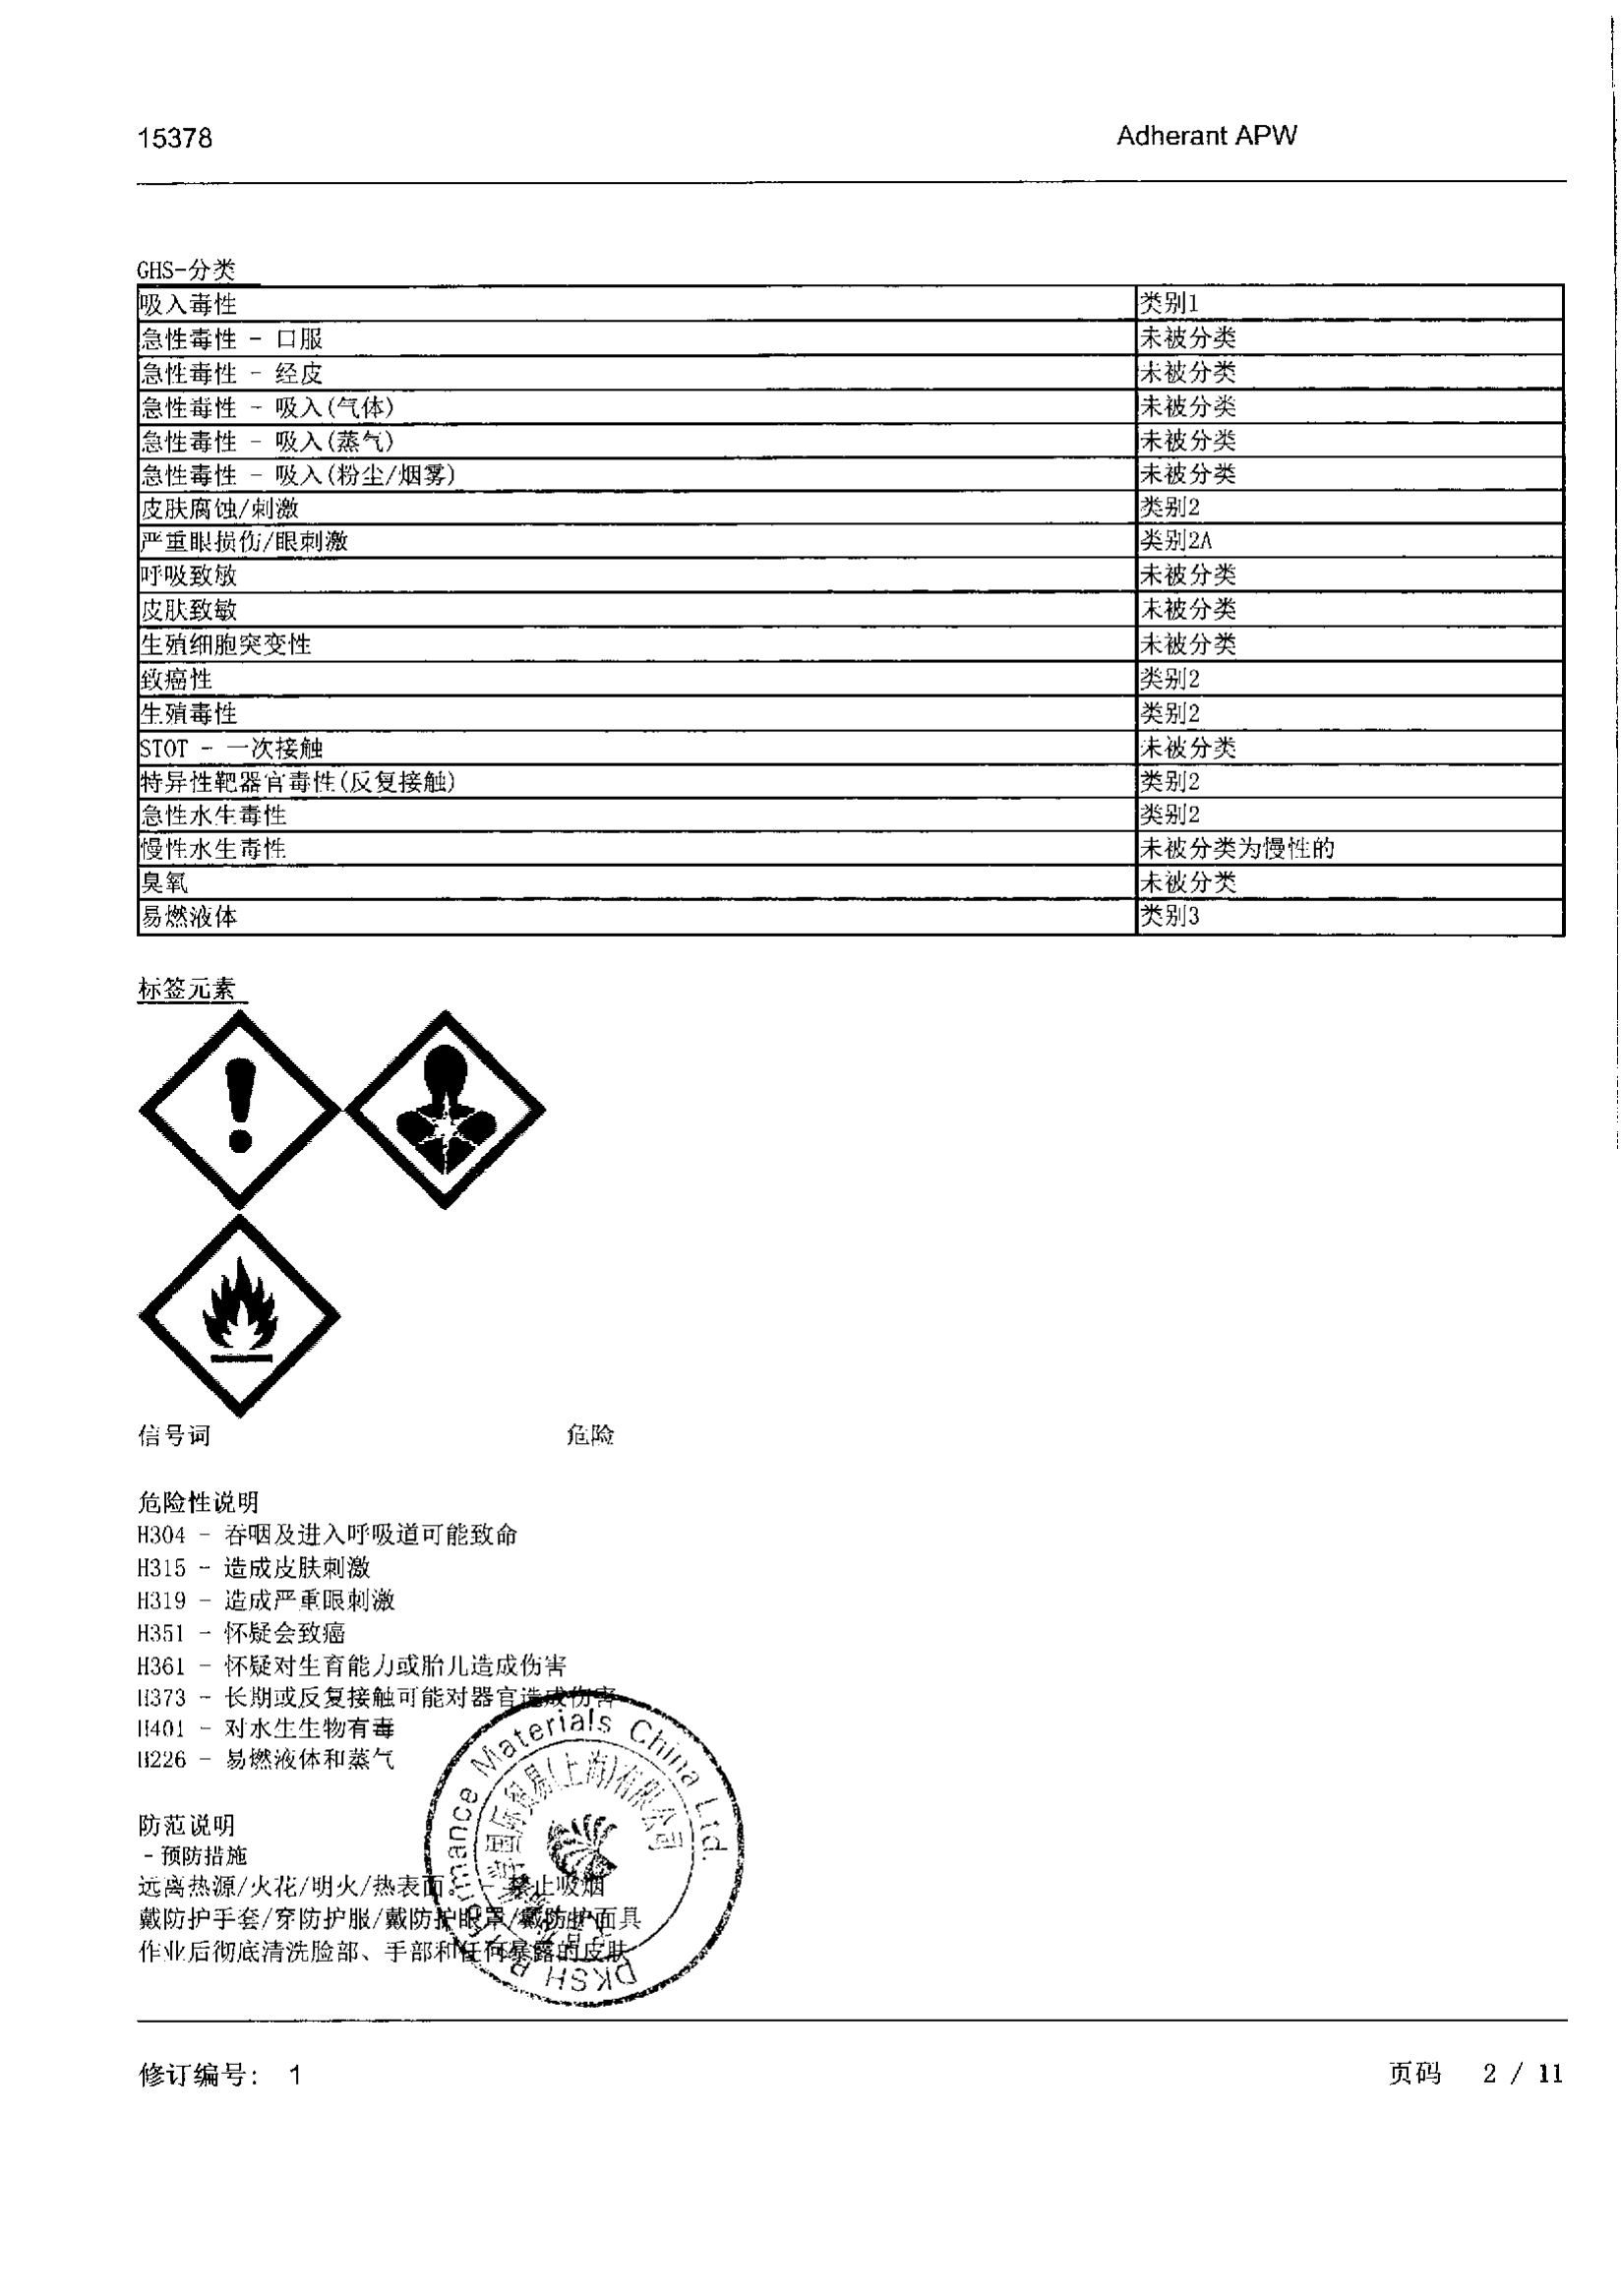 15378
Adherant APW
GHS-分类
吸入毒性 类别1
急性毒性 - 口服 未被分类
急性毒性 - 经皮 未被分类
急性毒性 - 吸入(气体) 未被分类
急性毒性 - 吸入(蒸气) 未被分类
急性毒性 - 吸入(粉尘/烟雾) 未被分类
皮肤腐蚀/刺激 类别2
严重眼损伤/眼刺激 类别2A
呼吸致敏 未被分类
皮肤致敏 未被分类
生殖细胞突变性 未被分类
致癌性 类别2
生殖毒性 类别2
STOT - 一次接触 未被分类
特异性靶器官毒性(反复接触) 类别2
急性水生毒性 类别2
慢性水生毒性 未被分类为慢性的
臭氧 未被分类
易燃液体 类别3
标签元素
信号词 危险
危险性说明
H304 - 吞咽及进入呼吸道可能致命
H315 - 造成皮肤刺激
H319 - 造成严重眼刺激
H351 - 怀疑会致癌
H361 - 怀疑对生育能力或胎儿造成伤害
H373 - 长期或反复接触可能对器官造成伤害
H401 - 对水生生物有毒
H226 - 易燃液体和蒸气
防范说明
- 预防措施
远离热源/火花/明火/热表面。 - 禁止吸烟
戴防护手套/穿防护服/戴防护眼罩/戴防护面具
作业后彻底清洗脸部、手部和任何暴露的皮肤
DKSH Performance Materials China Ltd.
国际贸易(上海)有限公司
修订编号: 1
页码 2 / 11